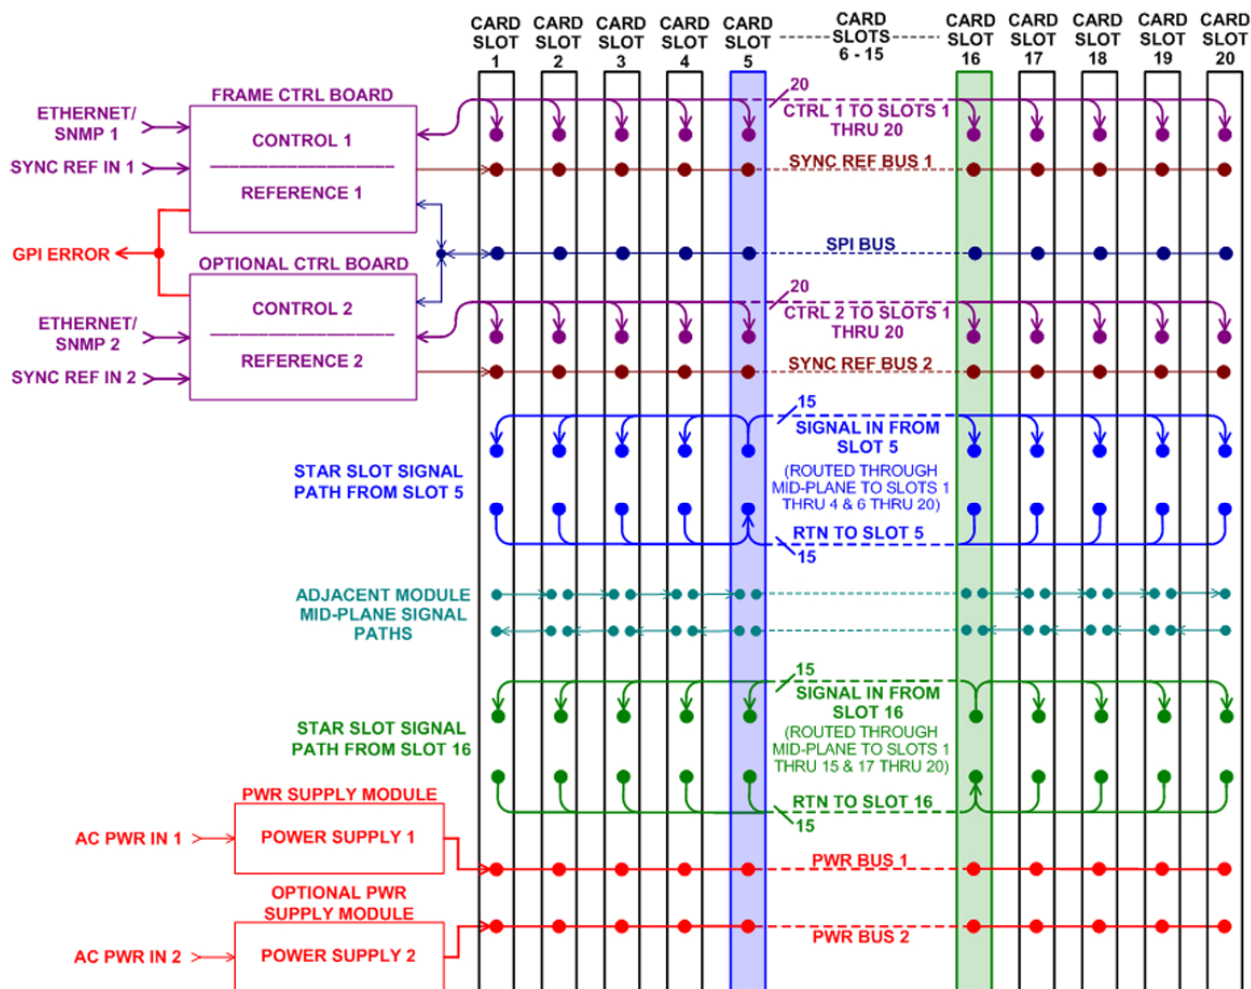 CARD SLOT 1
CARD SLOT 2
CARD SLOT 3
CARD SLOT 4
CARD SLOT 5
CARD
SLOTS
6 - 15
CARD SLOT 16
CARD SLOT 17
CARD SLOT 18
CARD SLOT 19
CARD SLOT 20
FRAME CTRL BOARD
ETHERNET/
SNMP 1
SYNC REF IN 1
CONTROL 1
REFERENCE 1
20
CTRL 1 TO SLOTS 1
THRU 20
SYNC REF BUS 1
GPI ERROR
SPI BUS
OPTIONAL CTRL BOARD
ETHERNET/
SNMP 2
SYNC REF IN 2
CONTROL 2
REFERENCE 2
20
CTRL 2 TO SLOTS 1
THRU 20
SYNC REF BUS 2
STAR SLOT SIGNAL
PATH FROM SLOT 5
15
SIGNAL IN FROM
SLOT 5
(ROUTED THROUGH
MID-PLANE TO SLOTS 1
THRU 4 & 6 THRU 20)
RTN TO SLOT 5
15
ADJACENT MODULE
MID-PLANE SIGNAL
PATHS
STAR SLOT SIGNAL
PATH FROM SLOT 16
15
SIGNAL IN FROM
SLOT 16
(ROUTED THROUGH
MID-PLANE TO SLOTS 1
THRU 15 & 17 THRU 20)
RTN TO SLOT 16
15
PWR SUPPLY MODULE
AC PWR IN 1
POWER SUPPLY 1
PWR BUS 1
OPTIONAL PWR
SUPPLY MODULE
AC PWR IN 2
POWER SUPPLY 2
PWR BUS 2